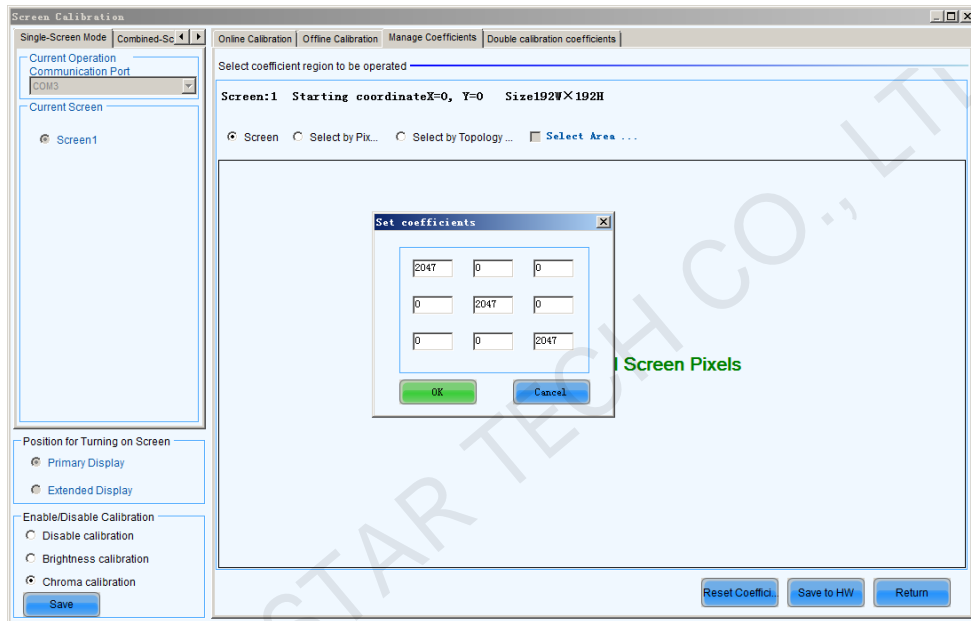 Screen Calibration
Single-Screen Mode Combined-Sc
Current Operation
Communication Port
COM3
Current Screen
Screen1
Position for Turning on Screen
Primary Display
Extended Display
Enable/Disable Calibration
Disable calibration
Brightness calibration
Chroma calibration
Save
Online Calibration Offline Calibration Manage Coefficients Double calibration coefficients
Select coefficient region to be operated
Screen:1 Starting coordinateX=0, Y=0 Size192W×192H
Screen Select by Pix... Select by Topology ... Select Area ...
Set coefficients
2047 0 0
0 2047 0
0 0 2047
OK Cancel
Screen Pixels
Reset Coeffici.. Save to HW Return
STAR TECH CO., LT